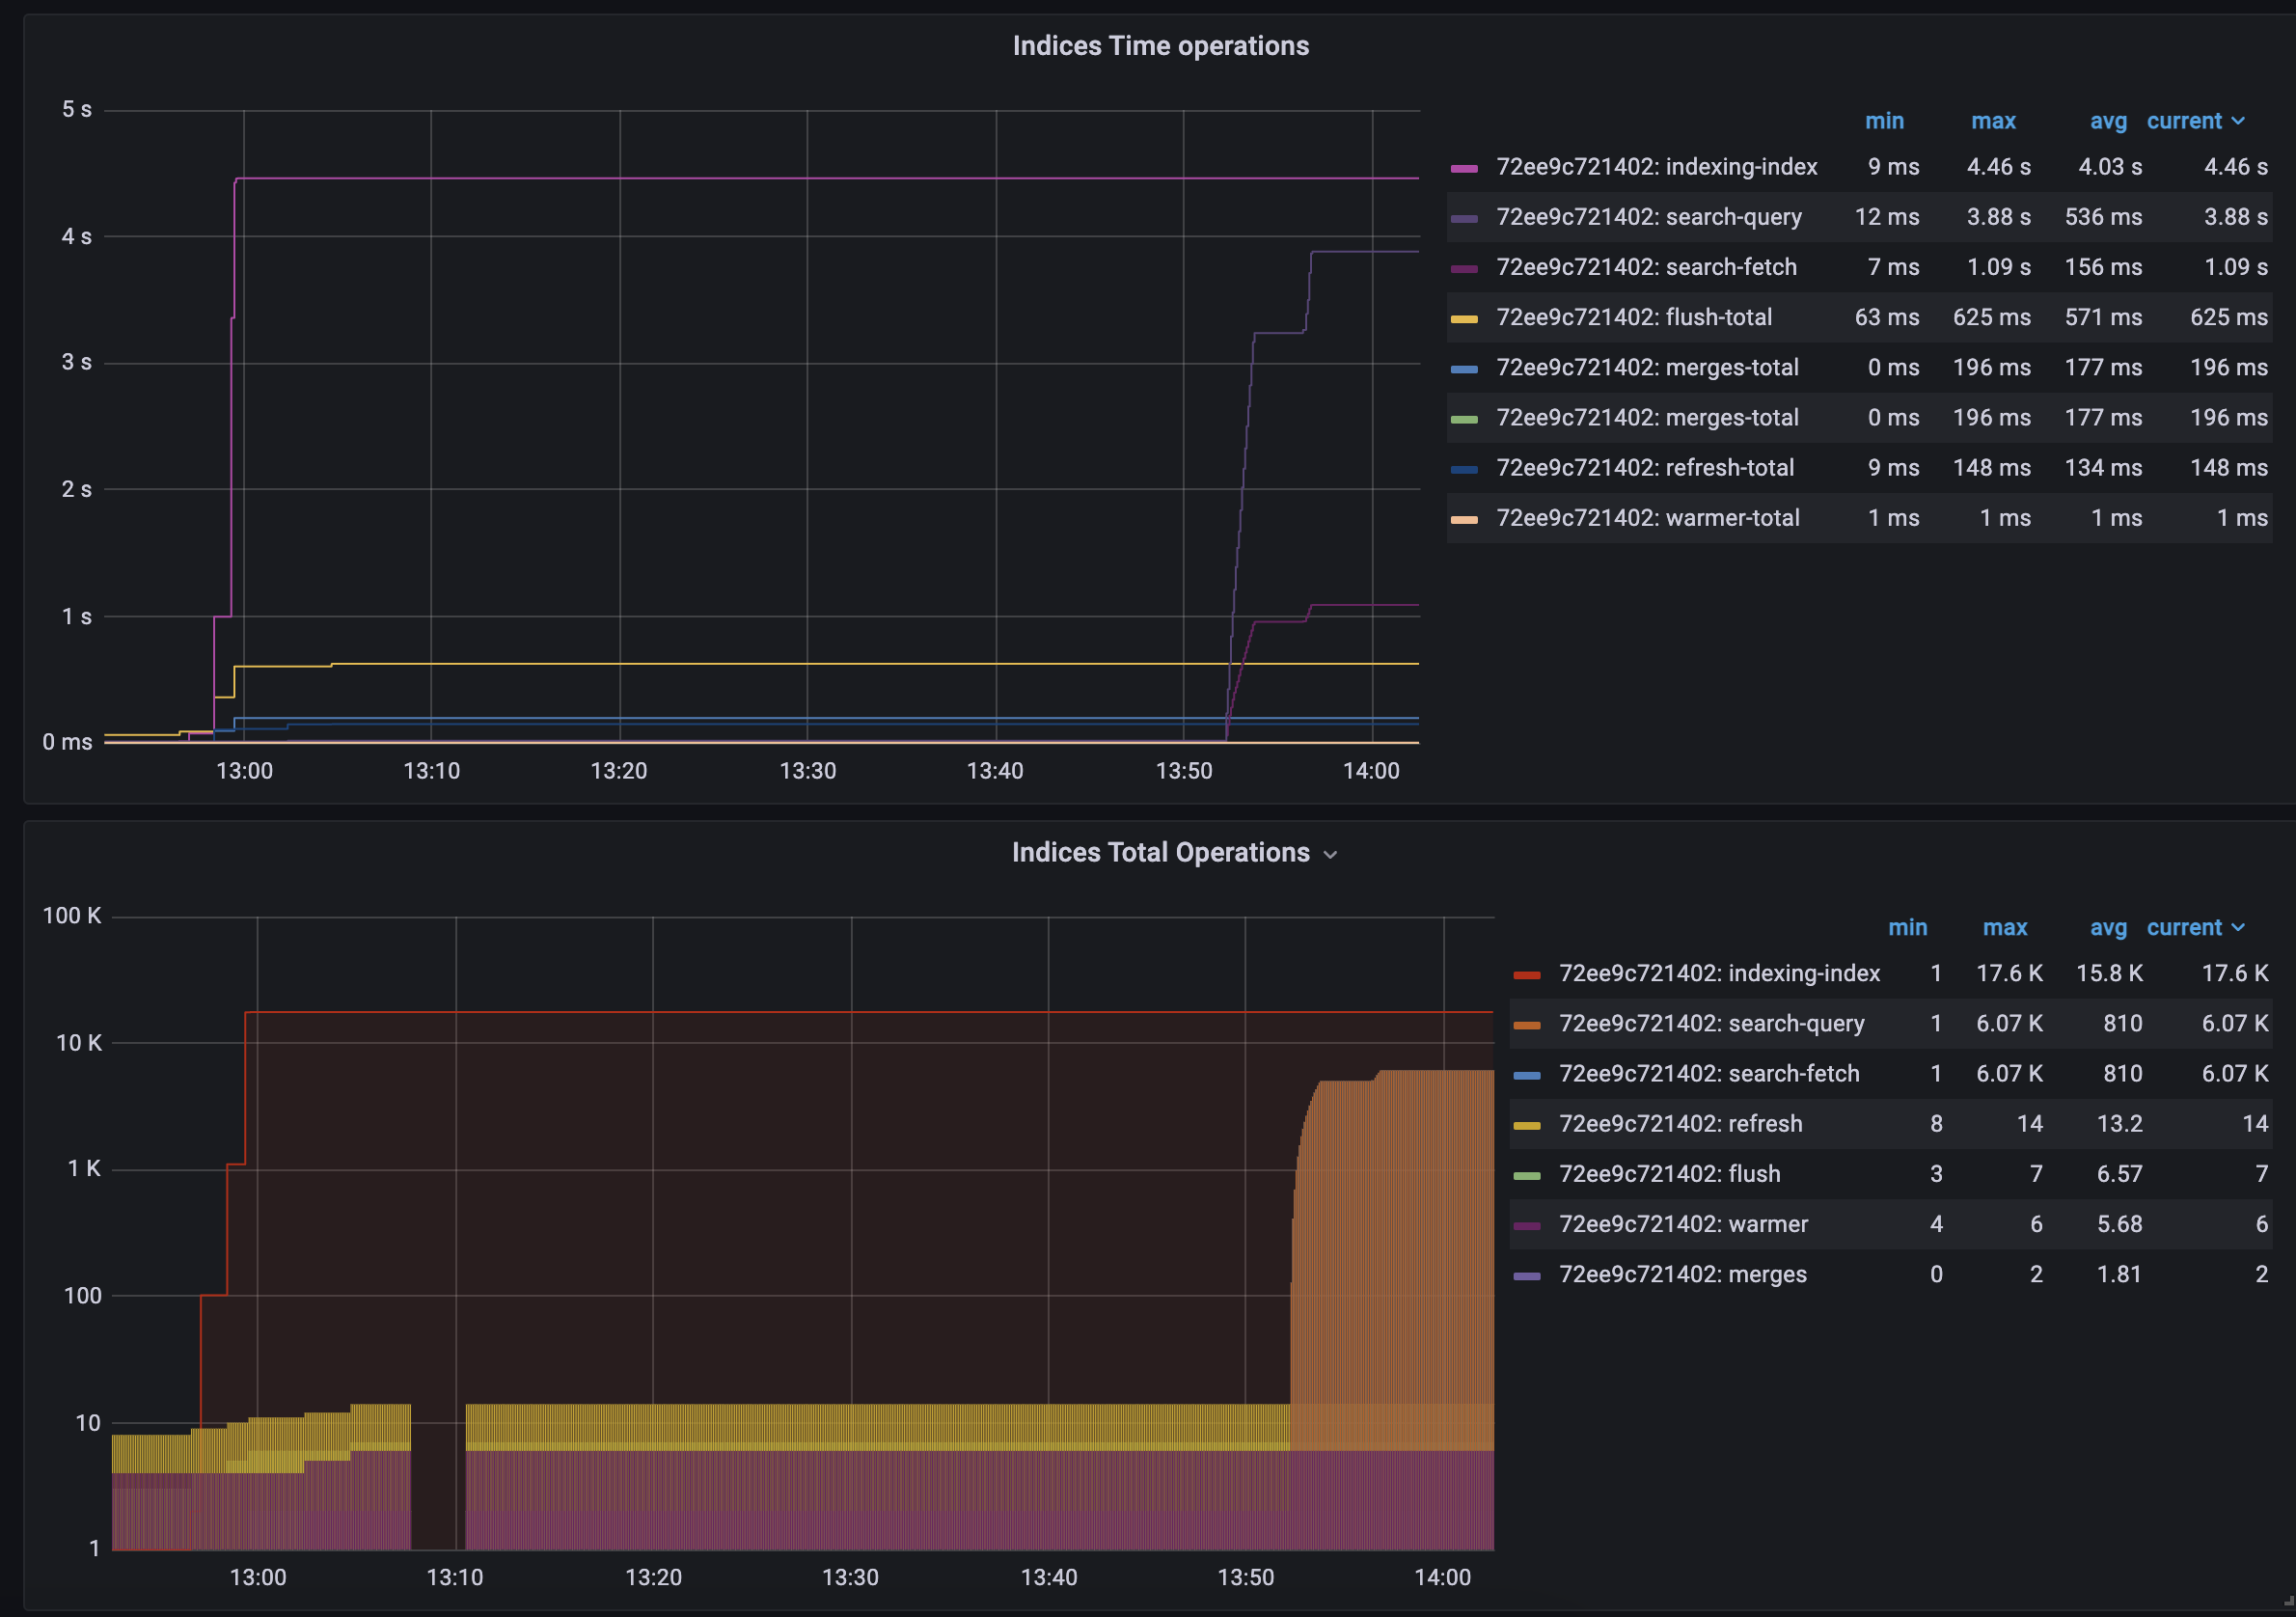 Indices Time operations
5 s
4 s
3 s
2 s
1 s
0 ms
13:00 13:10 13:20 13:30 13:40 13:50 14:00
min max avg current
72ee9c721402: indexing-index 9 ms 4.46 s 4.03 s 4.46 s
72ee9c721402: search-query 12 ms 3.88 s 536 ms 3.88 s
72ee9c721402: search-fetch 7 ms 1.09 s 156 ms 1.09 s
72ee9c721402: flush-total 63 ms 625 ms 571 ms 625 ms
72ee9c721402: merges-total 0 ms 196 ms 177 ms 196 ms
72ee9c721402: merges-total 0 ms 196 ms 177 ms 196 ms
72ee9c721402: refresh-total 9 ms 148 ms 134 ms 148 ms
72ee9c721402: warmer-total 1 ms 1 ms 1 ms 1 ms
Indices Total Operations
100 K
10 K
1 K
100
10
1
13:00 13:10 13:20 13:30 13:40 13:50 14:00
min max avg current
72ee9c721402: indexing-index 1 17.6 K 15.8 K 17.6 K
72ee9c721402: search-query 1 6.07 K 810 6.07 K
72ee9c721402: search-fetch 1 6.07 K 810 6.07 K
72ee9c721402: refresh 8 14 13.2 14
72ee9c721402: flush 3 7 6.57 7
72ee9c721402: warmer 4 6 5.68 6
72ee9c721402: merges 0 2 1.81 2